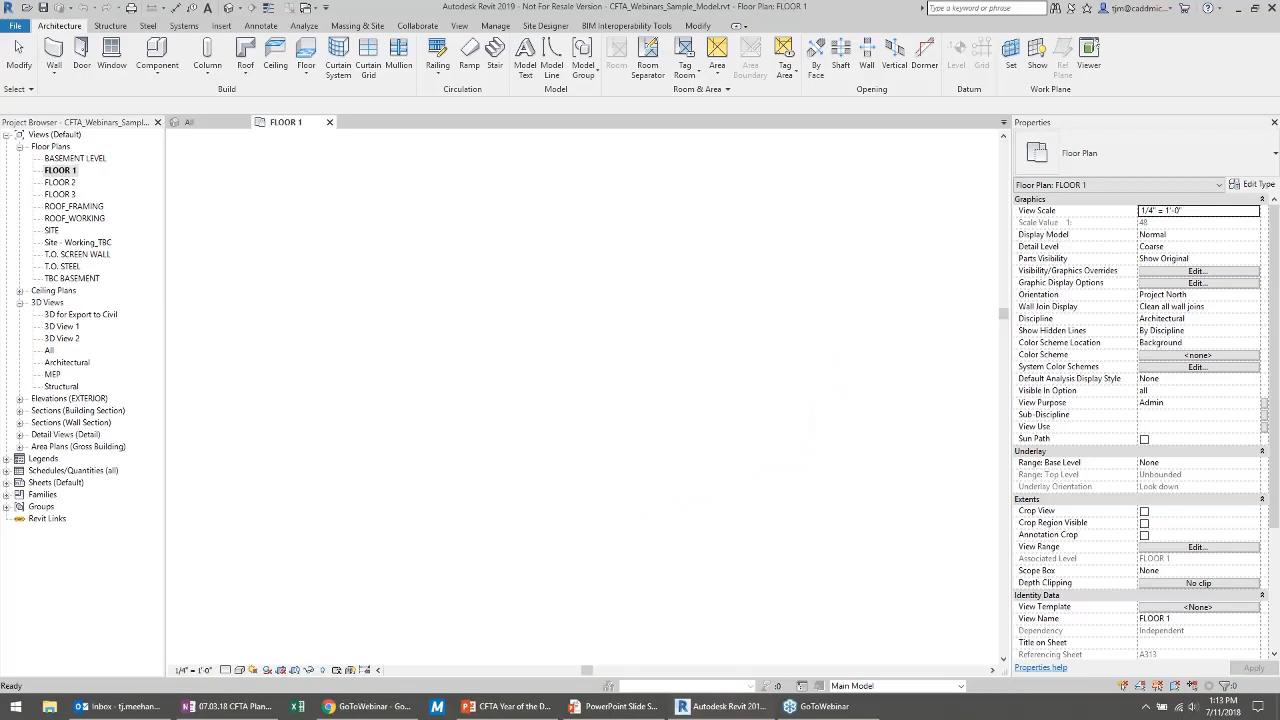 Autodesk Revit 2019 - Not For Resale Version - CFTA_Webinars_Sample_Model.rvt - Floor Plan: FLOOR 1
Type a keyword or phrase
tjm@caddmic...
File Architecture Structure Steel Systems Insert Annotate Analyze Massing & Site Collaborate View Manage Add-Ins Site Designer BIM Interoperability Tools Modify
Modify Wall Door Window Component Column Roof Ceiling Floor Curtain System Curtain Grid Mullion Railing Ramp Stair Model Text Model Line Model Group Room Room Separator Tag Room Area Area Boundary Tag Area By Face Shaft Wall Vertical Dormer Level Grid Set Show Ref Plane Viewer
Select Build Circulation Model Room & Area Opening Datum Work Plane
Project Browser - CFTA_Webinars_Sampl...
All
FLOOR 1
Properties
Views (Default)
Floor Plans
BASEMENT LEVEL
FLOOR 1
FLOOR 2
FLOOR 3
ROOF_FRAMING
ROOF_WORKING
SITE
Site - Working_TBC
T.O. SCREEN WALL
T.O. STEEL
TBC BASEMENT
Ceiling Plans
3D Views
3D for Export to Civil
3D View 1
3D View 2
All
Architectural
MEP
Structural
Elevations (EXTERIOR)
Sections (Building Section)
Sections (Wall Section)
Detail Views (Detail)
Area Plans (Gross Building)
Legends
Schedules/Quantities (all)
Sheets (Default)
Families
Groups
Revit Links
Floor Plan
Floor Plan: FLOOR 1 Edit Type
Graphics
View Scale 1/4" = 1'-0"
Scale Value 1: 48
Display Model Normal
Detail Level Coarse
Parts Visibility Show Original
Visibility/Graphics Overrides Edit...
Graphic Display Options Edit...
Orientation Project North
Wall Join Display Clean all wall joins
Discipline Architectural
Show Hidden Lines By Discipline
Color Scheme Location Background
Color Scheme <none>
System Color Schemes Edit...
Default Analysis Display Style None
Visible In Option all
View Purpose Admin
Sub-Discipline
View Use
Sun Path
Underlay
Range: Base Level None
Range: Top Level Unbounded
Underlay Orientation Look down
Extents
Crop View
Crop Region Visible
Annotation Crop
View Range Edit...
Associated Level FLOOR 1
Scope Box None
Depth Clipping No clip
Identity Data
View Template <None>
View Name FLOOR 1
Dependency Independent
Title on Sheet
Referencing Sheet A313
Properties help Apply
1/4" = 1'-0"
Ready
:0
Main Model
:0
Inbox - tj.meehan... 07.03.18 CFTA Plan... GoToWebinar - Go... CFTA Year of the D... PowerPoint Slide S... Autodesk Revit 201... GoToWebinar
1:13 PM
7/11/2018